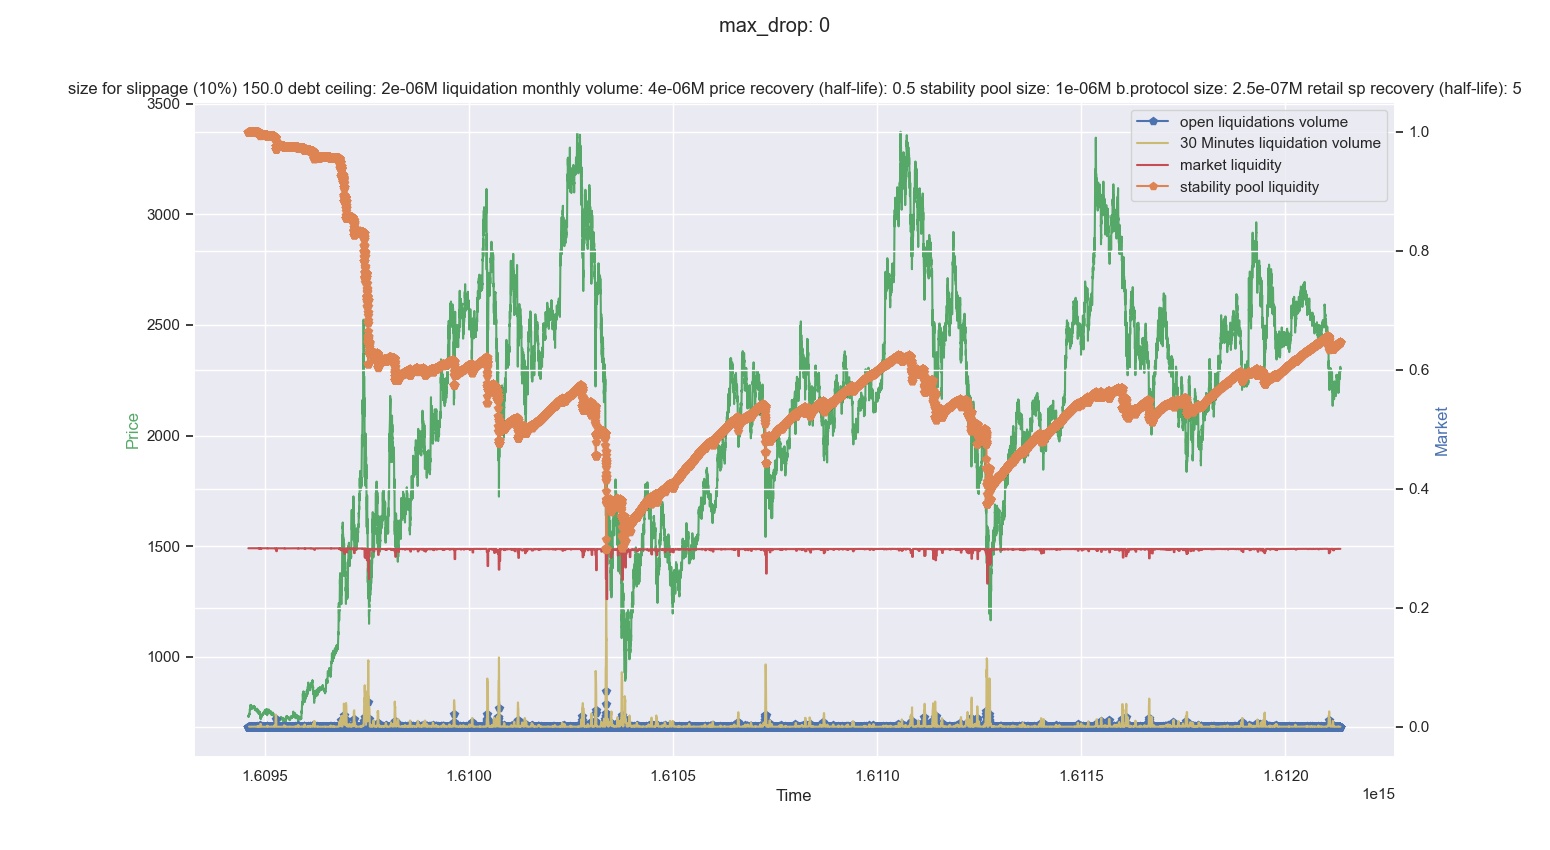 max_drop: 0
size for slippage (10%) 150.0 debt ceiling: 2e-06M liquidation monthly volume: 4e-06M price recovery (half-life): 0.5 stability pool size: 1e-06M b.protocol size: 2.5e-07M retail sp recovery (half-life): 5
open liquidations volume
30 Minutes liquidation volume
market liquidity
stability pool liquidity
3500
3000
2500
2000
1500
1000
Price
1.0
0.8
0.6
0.4
0.2
0.0
Market
1.6095
1.6100
1.6105
1.6110
1.6115
1.6120
Time
1e15